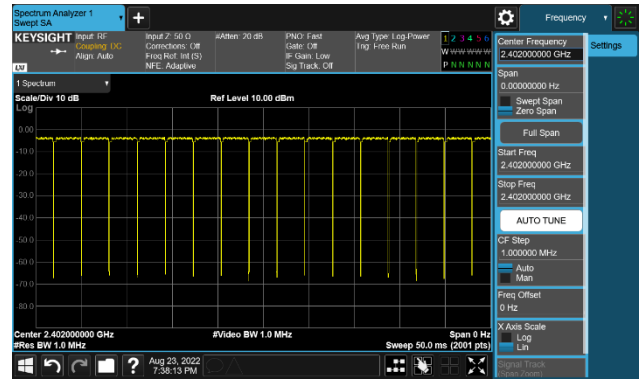 Spectrum Analyzer 1
Swept SA
+
Frequency
KEYSIGHT
Input: RF
Coupling: DC
Align: Auto
Input Z: 50 Ω
Corrections: Off
Freq Ref: Int (S)
NFE: Adaptive
#Atten: 20 dB
PNO: Fast
Gate: Off
IF Gain: Low
Sig Track: Off
Avg Type: Log-Power
Trig: Free Run
1 2 3 4 5 6
W W W W W W
P N N N N N
LXI
1 Spectrum
Scale/Div 10 dB
Ref Level 10.00 dBm
Log
0.00
-10.0
-20.0
-30.0
-40.0
-50.0
-60.0
-70.0
-80.0
Center 2.402000000 GHz
#Video BW 1.0 MHz
Span 0 Hz
#Res BW 1.0 MHz
Sweep 50.0 ms (2001 pts)
Center Frequency
2.402000000 GHz
Settings
Span
0.00000000 Hz
Swept Span
Zero Span
Full Span
Start Freq
2.402000000 GHz
Stop Freq
2.402000000 GHz
AUTO TUNE
CF Step
1.000000 MHz
Auto
Man
Freq Offset
0 Hz
X Axis Scale
Log
Lin
Signal Track
(Span Zoom)
?
Aug 23, 2022
7:38:13 PM